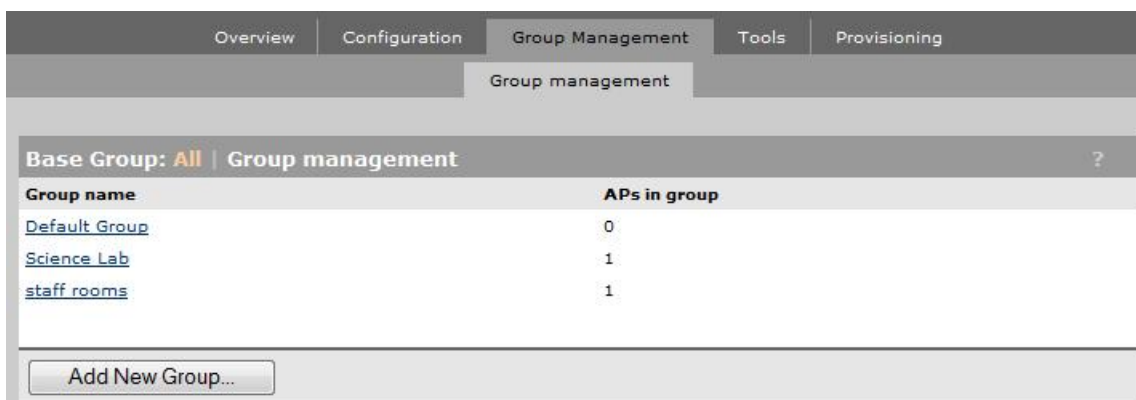 Overview Configuration Group Management Tools Provisioning
Group management
Base Group: All | Group management ?
Group name APs in group
Default Group 0
Science Lab 1
staff rooms 1
Add New Group...